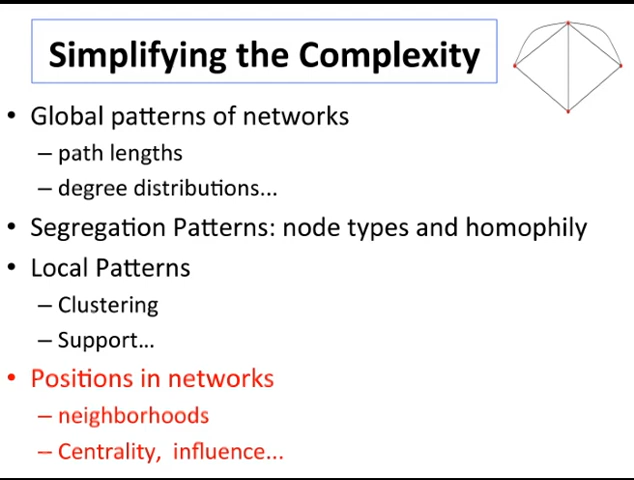 Simplifying the Complexity
• Global patterns of networks
– path lengths
– degree distributions...
• Segregation Patterns: node types and homophily
• Local Patterns
– Clustering
– Support...
• Positions in networks
– neighborhoods
– Centrality, influence...